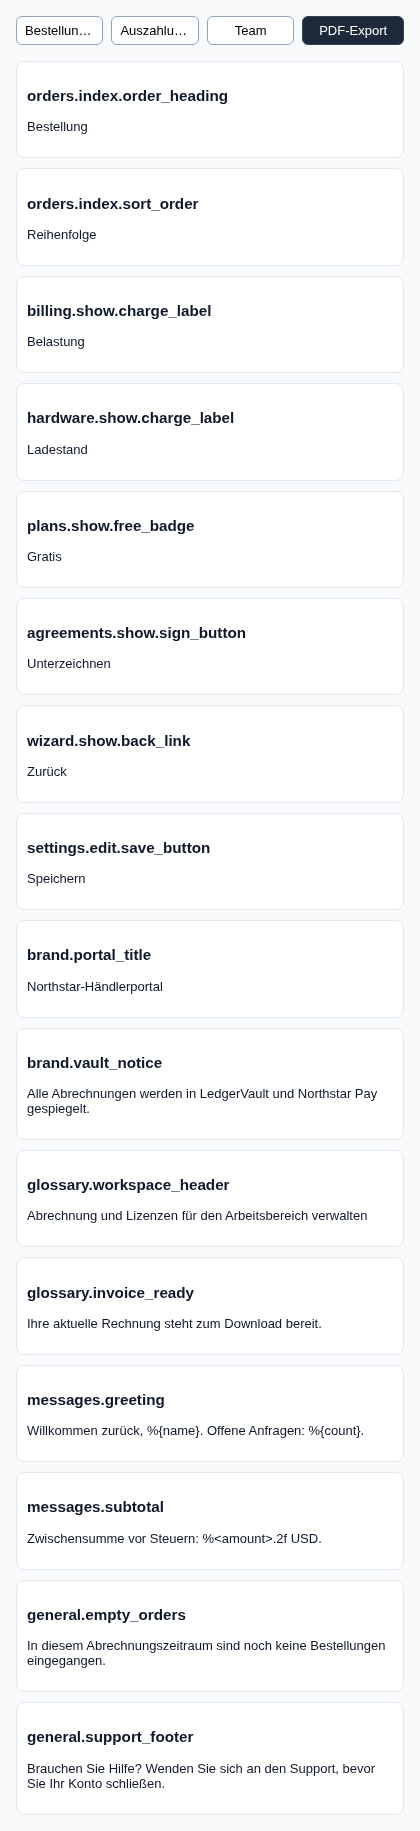 Bestellun…
Auszahlu…
Team
PDF-Export
orders.index.order_heading
Bestellung
orders.index.sort_order
Reihenfolge
billing.show.charge_label
Belastung
hardware.show.charge_label
Ladestand
plans.show.free_badge
Gratis
agreements.show.sign_button
Unterzeichnen
wizard.show.back_link
Zurück
settings.edit.save_button
Speichern
brand.portal_title
Northstar-Händlerportal
brand.vault_notice
Alle Abrechnungen werden in LedgerVault und Northstar Pay
gespiegelt.
glossary.workspace_header
Abrechnung und Lizenzen für den Arbeitsbereich verwalten
glossary.invoice_ready
Ihre aktuelle Rechnung steht zum Download bereit.
messages.greeting
Willkommen zurück, %{name}. Offene Anfragen: %{count}.
messages.subtotal
Zwischensumme vor Steuern: %<amount>.2f USD.
general.empty_orders
In diesem Abrechnungszeitraum sind noch keine Bestellungen
eingegangen.
general.support_footer
Brauchen Sie Hilfe? Wenden Sie sich an den Support, bevor
Sie Ihr Konto schließen.